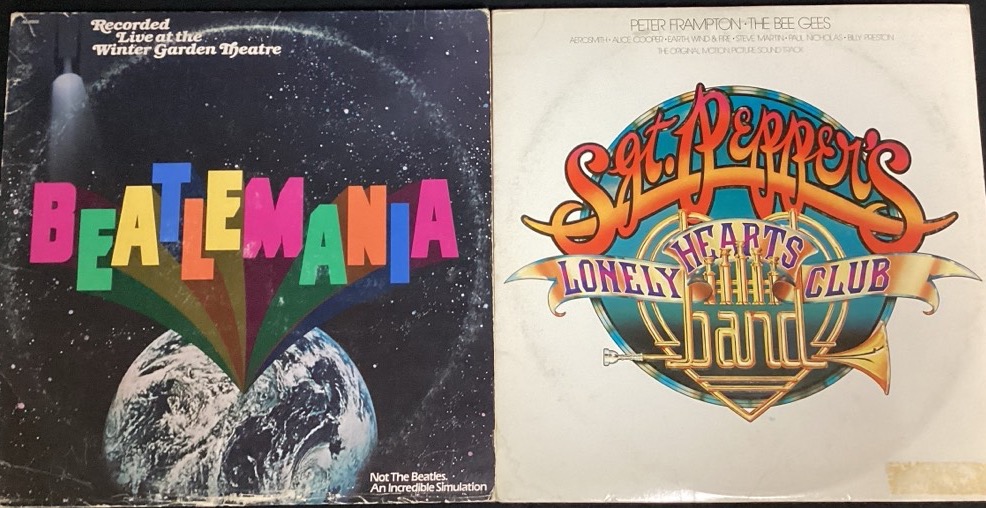 Recorded
Live at the
Winter Garden Theatre
BEATLEMANIA
Not The Beatles.
An Incredible Simulation
PETER FRAMPTON • THE BEE GEES
AEROSMITH • ALICE COOPER • EARTH, WIND & FIRE • STEVE MARTIN • PAUL NICHOLAS • BILLY PRESTON
THE ORIGINAL MOTION PICTURE SOUNDTRACK
Sgt. Pepper's
LONELY HEARTS CLUB
band